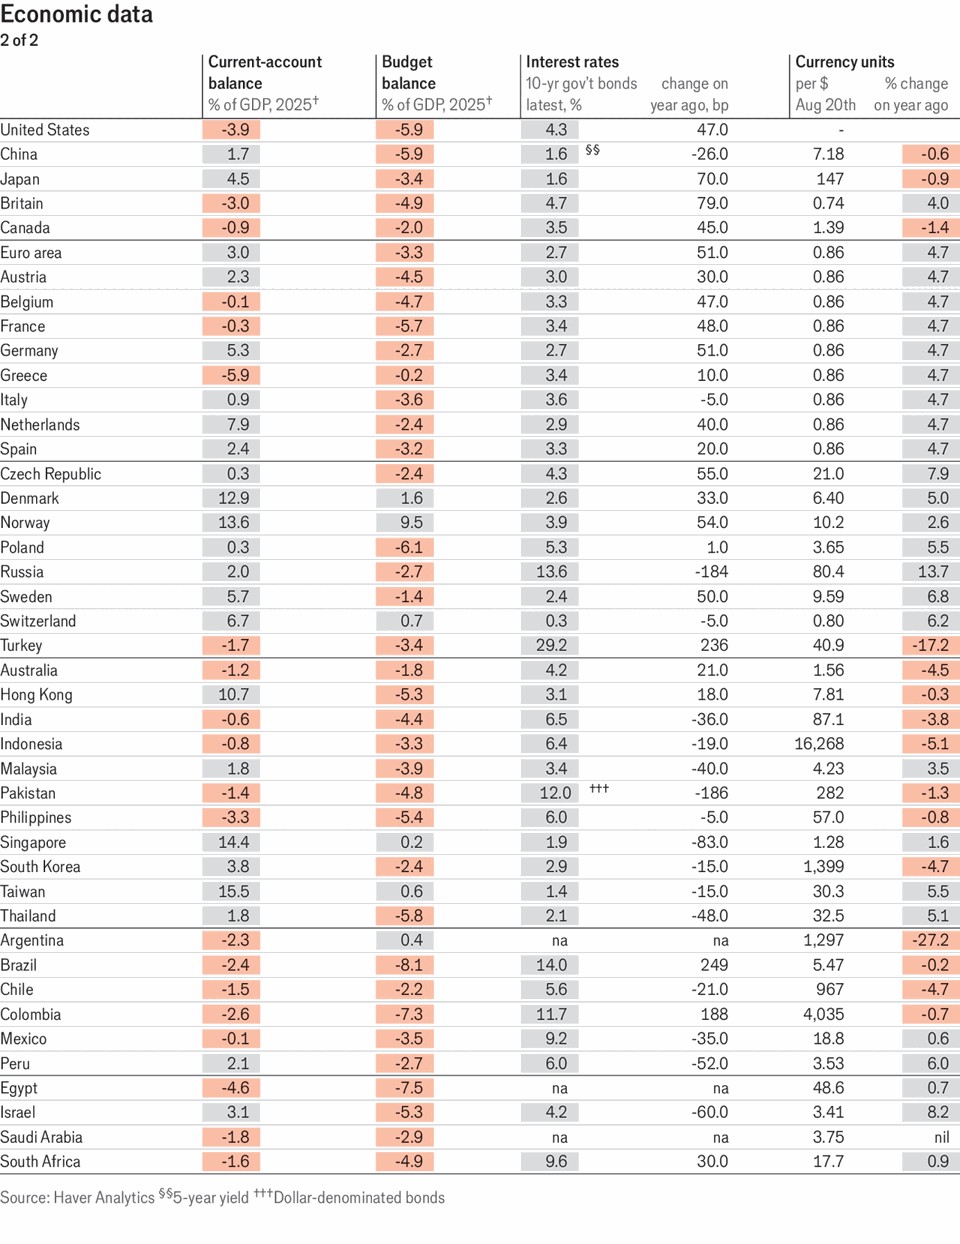 Economic data
2 of 2
Current-account balance % of GDP, 2025† Budget balance % of GDP, 2025† Interest rates 10-yr gov't bonds latest, % change on year ago, bp Currency units per $ Aug 20th % change on year ago
United States -3.9 -5.9 4.3 47.0 -
China 1.7 -5.9 1.6 §§ -26.0 7.18 -0.6
Japan 4.5 -3.4 1.6 70.0 147 -0.9
Britain -3.0 -4.9 4.7 79.0 0.74 4.0
Canada -0.9 -2.0 3.5 45.0 1.39 -1.4
Euro area 3.0 -3.3 2.7 51.0 0.86 4.7
Austria 2.3 -4.5 3.0 30.0 0.86 4.7
Belgium -0.1 -4.7 3.3 47.0 0.86 4.7
France -0.3 -5.7 3.4 48.0 0.86 4.7
Germany 5.3 -2.7 2.7 51.0 0.86 4.7
Greece -5.9 -0.2 3.4 10.0 0.86 4.7
Italy 0.9 -3.6 3.6 -5.0 0.86 4.7
Netherlands 7.9 -2.4 2.9 40.0 0.86 4.7
Spain 2.4 -3.2 3.3 20.0 0.86 4.7
Czech Republic 0.3 -2.4 4.3 55.0 21.0 7.9
Denmark 12.9 1.6 2.6 33.0 6.40 5.0
Norway 13.6 9.5 3.9 54.0 10.2 2.6
Poland 0.3 -6.1 5.3 1.0 3.65 5.5
Russia 2.0 -2.7 13.6 -184 80.4 13.7
Sweden 5.7 -1.4 2.4 50.0 9.59 6.8
Switzerland 6.7 0.7 0.3 -5.0 0.80 6.2
Turkey -1.7 -3.4 29.2 236 40.9 -17.2
Australia -1.2 -1.8 4.2 21.0 1.56 -4.5
Hong Kong 10.7 -5.3 3.1 18.0 7.81 -0.3
India -0.6 -4.4 6.5 -36.0 87.1 -3.8
Indonesia -0.8 -3.3 6.4 -19.0 16,268 -5.1
Malaysia 1.8 -3.9 3.4 -40.0 4.23 3.5
Pakistan -1.4 -4.8 12.0 ††† -186 282 -1.3
Philippines -3.3 -5.4 6.0 -5.0 57.0 -0.8
Singapore 14.4 0.2 1.9 -83.0 1.28 1.6
South Korea 3.8 -2.4 2.9 -15.0 1,399 -4.7
Taiwan 15.5 0.6 1.4 -15.0 30.3 5.5
Thailand 1.8 -5.8 2.1 -48.0 32.5 5.1
Argentina -2.3 0.4 na na 1,297 -27.2
Brazil -2.4 -8.1 14.0 249 5.47 -0.2
Chile -1.5 -2.2 5.6 -21.0 967 -4.7
Colombia -2.6 -7.3 11.7 188 4,035 -0.7
Mexico -0.1 -3.5 9.2 -35.0 18.8 0.6
Peru 2.1 -2.7 6.0 -52.0 3.53 6.0
Egypt -4.6 -7.5 na na 48.6 0.7
Israel 3.1 -5.3 4.2 -60.0 3.41 8.2
Saudi Arabia -1.8 -2.9 na na 3.75 nil
South Africa -1.6 -4.9 9.6 30.0 17.7 0.9
Source: Haver Analytics §§5-year yield †††Dollar-denominated bonds